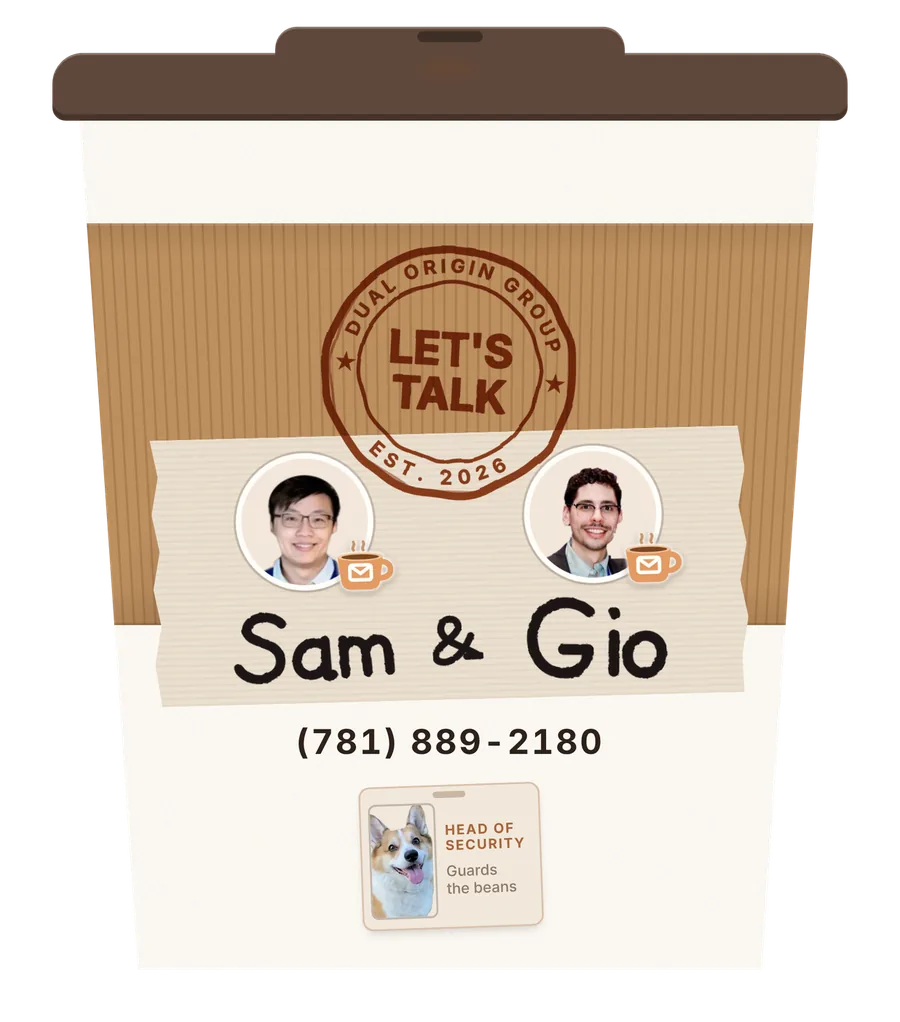 DUAL ORIGIN GROUP
LET'S
TALK
EST. 2026
Sam & Gio
(781) 889-2180
HEAD OF
SECURITY
Guards
the beans